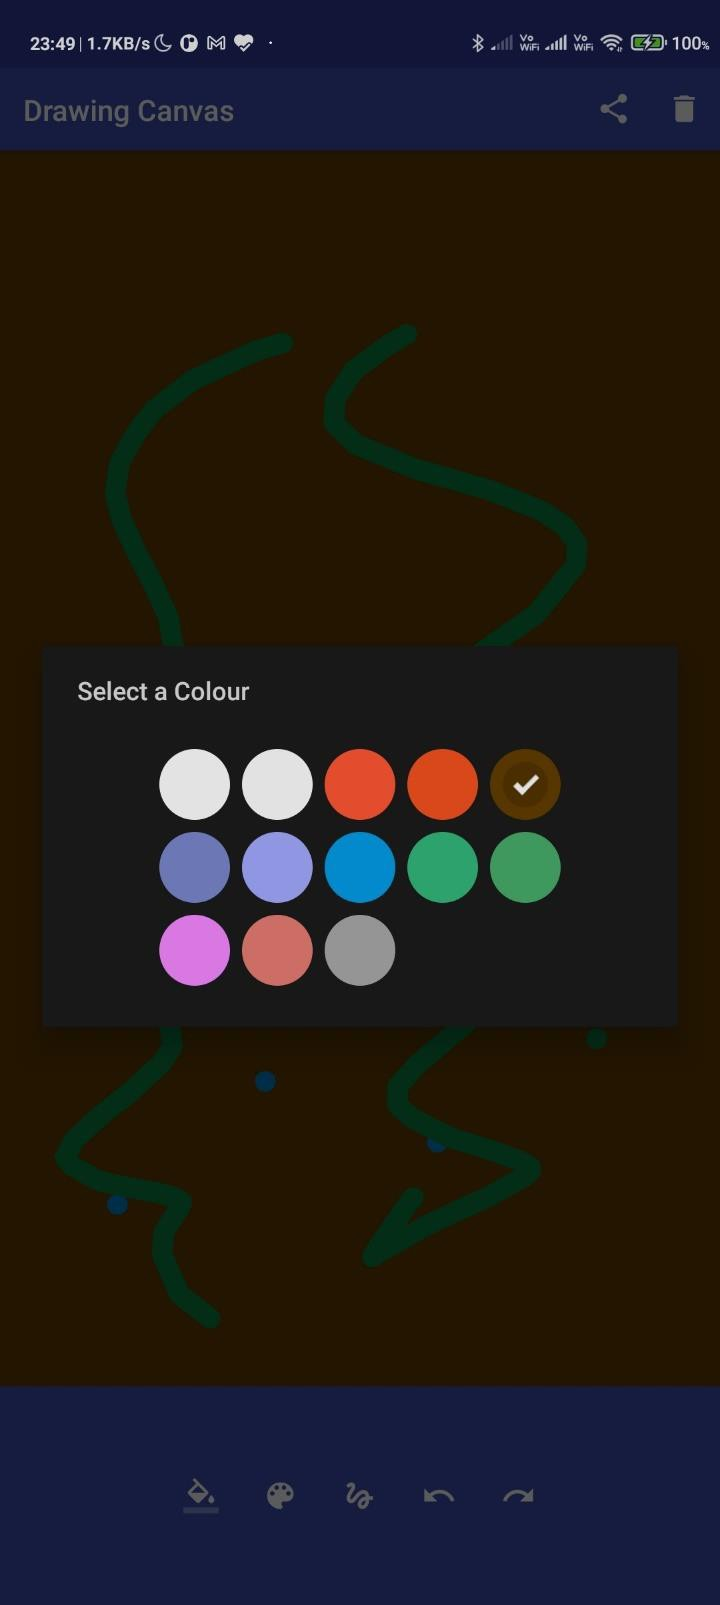 23:49 | 1.7KB/s Vo WiFi Vo WiFi 100%
Drawing Canvas
Select a Colour